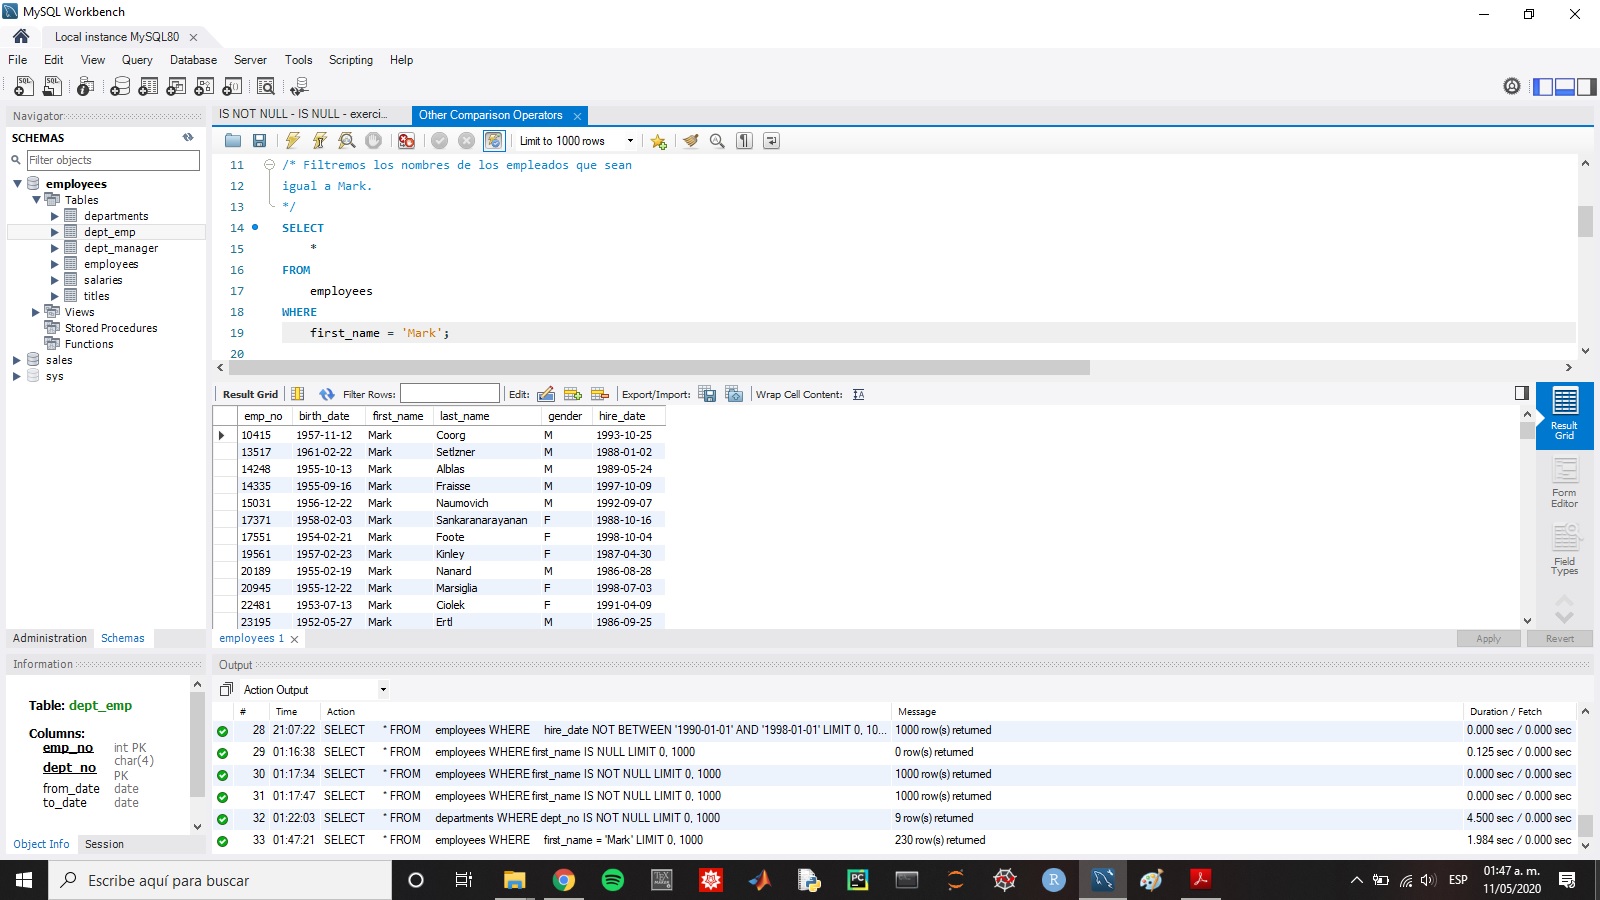 MySQL Workbench
Local instance MySQL80
File Edit View Query Database Server Tools Scripting Help
Navigator
SCHEMAS
Filter objects
employees
Tables
departments
dept_emp
dept_manager
employees
salaries
titles
Views
Stored Procedures
Functions
sales
sys
Administration Schemas
Information
Table: dept_emp
Columns:
emp_no int PK
dept_no char(4) PK
from_date date
to_date date
Object Info Session
IS NOT NULL - IS NULL - exerci... Other Comparison Operators
Limit to 1000 rows
11 /* Filtremos los nombres de los empleados que sean
12 igual a Mark.
13 */
14 SELECT
15 *
16 FROM
17 employees
18 WHERE
19 first_name = 'Mark';
20
Result Grid Filter Rows: Edit: Export/Import: Wrap Cell Content: IA
emp_no birth_date first_name last_name gender hire_date
10415 1957-11-12 Mark Coorg M 1993-10-25
13517 1961-02-22 Mark Setlzner M 1988-01-02
14248 1955-10-13 Mark Alblas M 1989-05-24
14335 1955-09-16 Mark Fraisse M 1997-10-09
15031 1956-12-22 Mark Naumovich M 1992-09-07
17371 1958-02-03 Mark Sankaranarayanan F 1988-10-16
17551 1954-02-21 Mark Foote F 1998-10-04
19561 1957-02-23 Mark Kinley F 1987-04-30
20189 1955-02-19 Mark Nanard M 1986-08-28
20945 1955-12-22 Mark Marsiglia F 1998-07-03
22481 1953-07-13 Mark Ciolek F 1991-04-09
23195 1952-05-27 Mark Ertl M 1986-09-25
Result Grid
Form Editor
Field Types
employees 1
Apply Revert
Output
Action Output
# Time Action Message Duration / Fetch
28 21:07:22 SELECT * FROM employees WHERE hire_date NOT BETWEEN '1990-01-01' AND '1998-01-01' LIMIT 0, 10... 1000 row(s) returned 0.000 sec / 0.000 sec
29 01:16:38 SELECT * FROM employees WHERE first_name IS NULL LIMIT 0, 1000 0 row(s) returned 0.125 sec / 0.000 sec
30 01:17:34 SELECT * FROM employees WHERE first_name IS NOT NULL LIMIT 0, 1000 1000 row(s) returned 0.000 sec / 0.000 sec
31 01:17:47 SELECT * FROM employees WHERE first_name IS NOT NULL LIMIT 0, 1000 1000 row(s) returned 0.000 sec / 0.000 sec
32 01:22:03 SELECT * FROM departments WHERE dept_no IS NOT NULL LIMIT 0, 1000 9 row(s) returned 4.500 sec / 0.000 sec
33 01:47:21 SELECT * FROM employees WHERE first_name = 'Mark' LIMIT 0, 1000 230 row(s) returned 1.984 sec / 0.000 sec
Escribe aquí para buscar
ESP
01:47 a. m.
11/05/2020